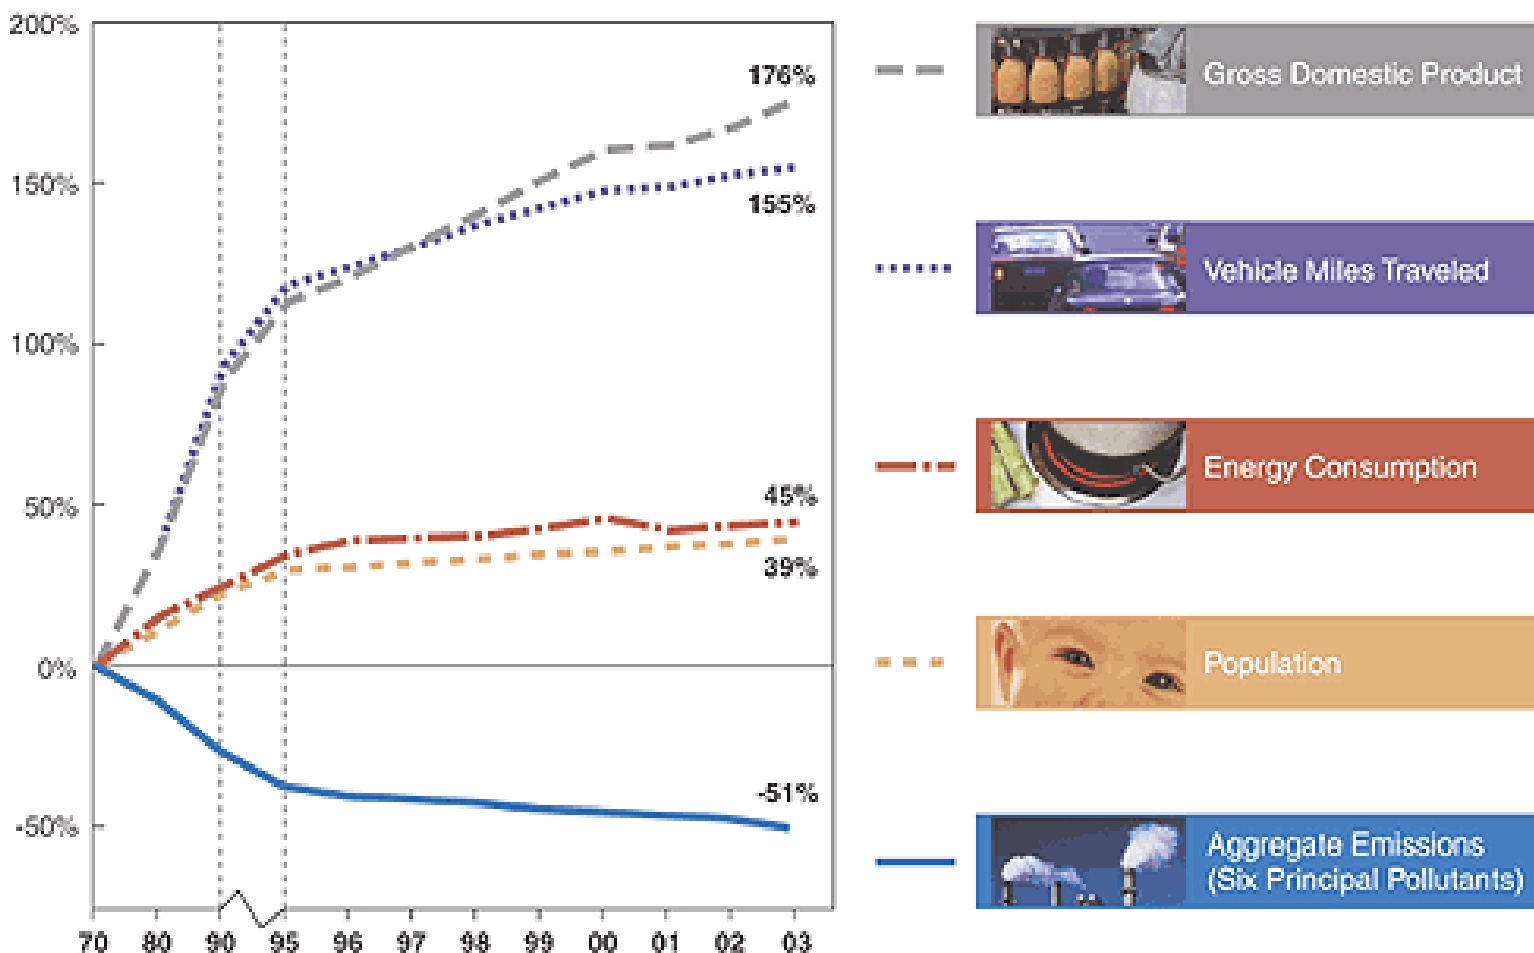 200%
150%
100%
50%
0%
-50%
176%
155%
45%
39%
-51%
70 80 90 95 96 97 98 99 00 01 02 03
Gross Domestic Product
Vehicle Miles Traveled
Energy Consumption
Population
Aggregate Emissions
(Six Principal Pollutants)